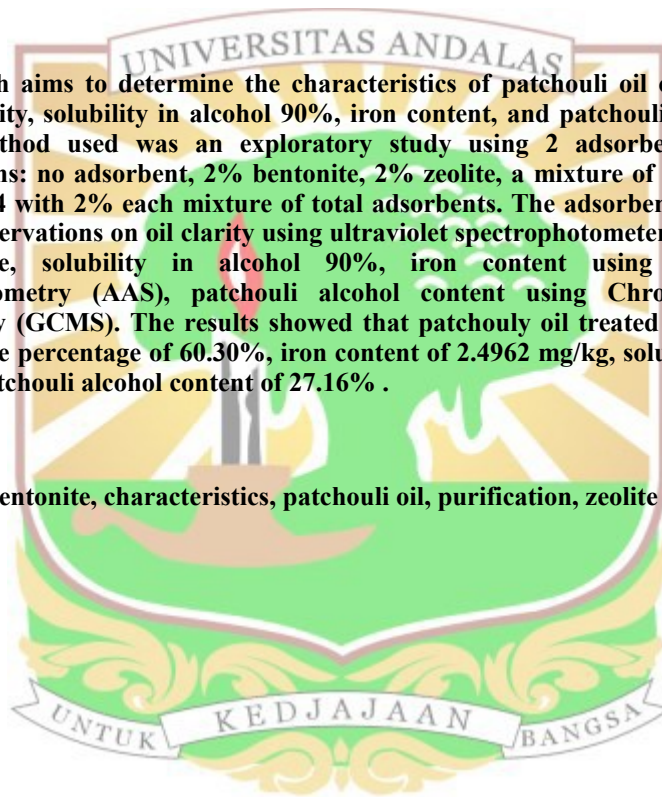 UNIVERSITAS ANDALAS
h aims to determine the characteristics of patchouli oil
ity, solubility in alcohol 90%, iron content, and patchouli
thod used was an exploratory study using 2 adsorbe
ns: no adsorbent, 2% bentonite, 2% zeolite, a mixture of
4 with 2% each mixture of total adsorbents. The adsorben
ervations on oil clarity using ultraviolet spectrophotometer
e, solubility in alcohol 90%, iron content using
ometry (AAS), patchouli alcohol content using Chro
y (GCMS). The results showed that patchouly oil treated
e percentage of 60.30%, iron content of 2.4962 mg/kg, solu
tchouli alcohol content of 27.16% .
entonite, characteristics, patchouli oil, purification, zeolite
UNTUK KEDJAJAAN BANGSA